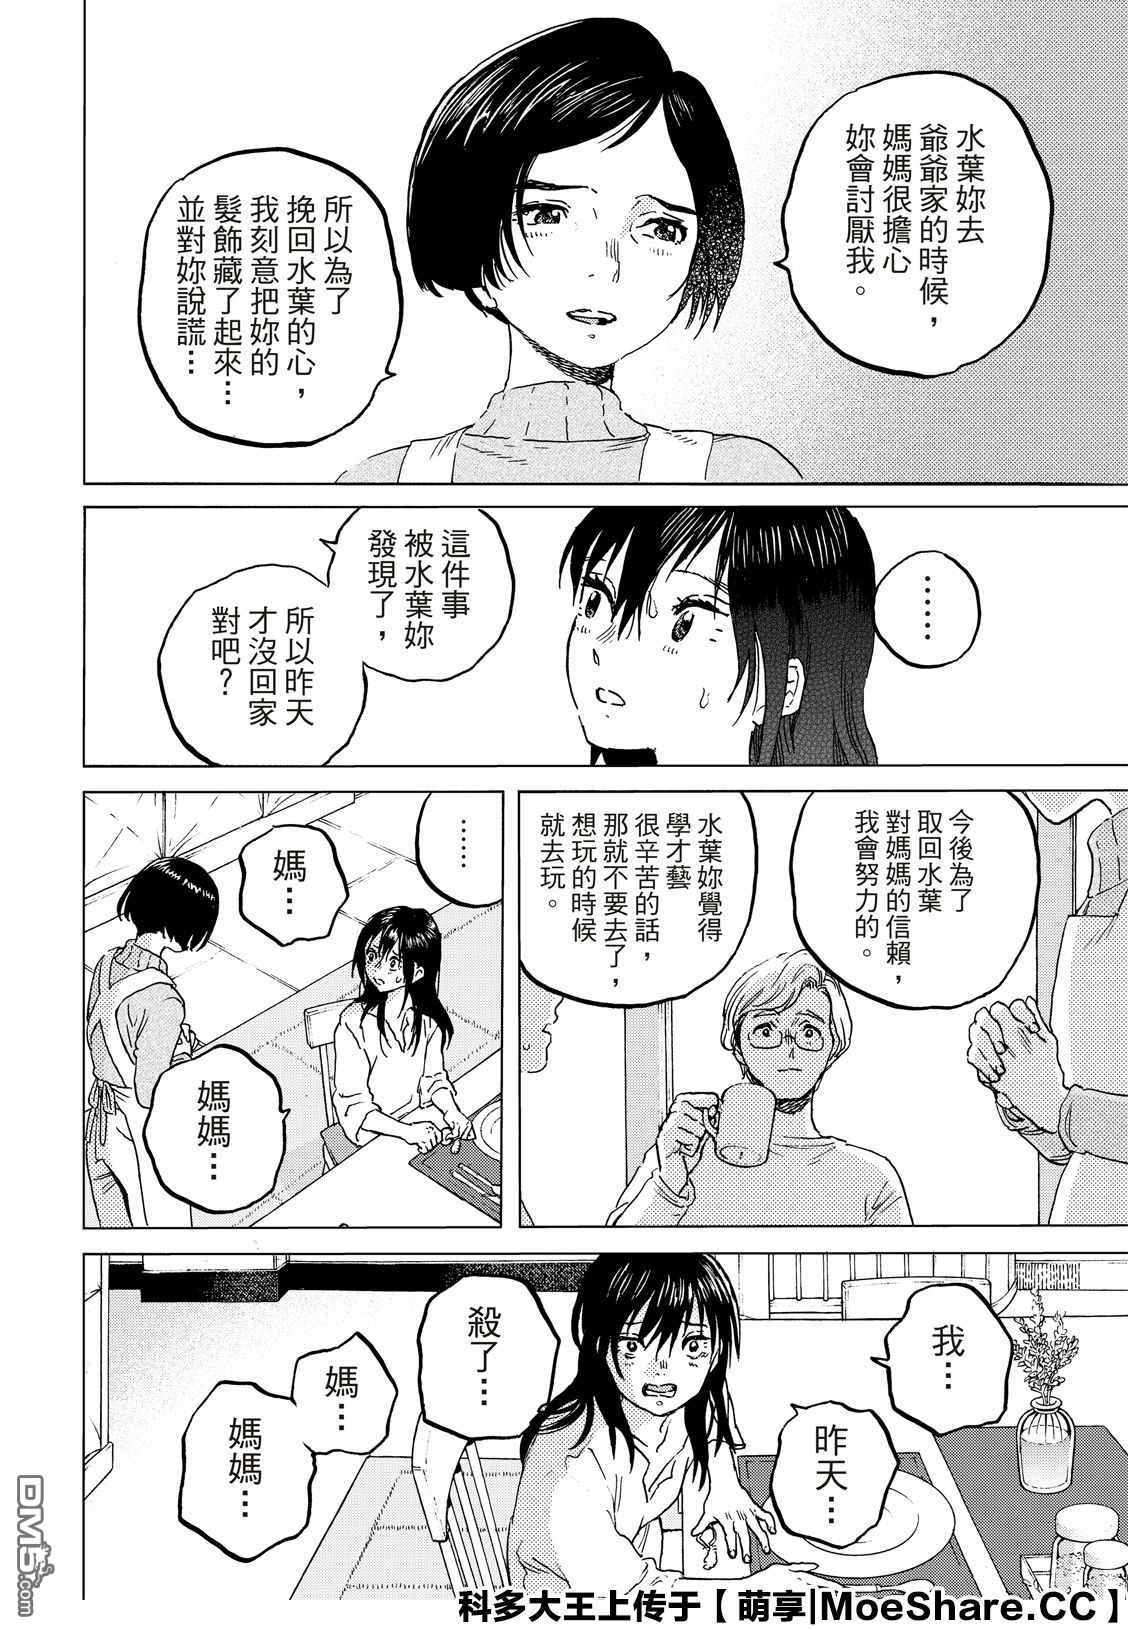 水葉妳去
爺爺家的時候，
媽媽很擔心
妳會討厭我。
所以為了
挽回水葉的心，
我刻意把妳的
髮飾藏了起來…
並對妳說謊…
……
這件事
被水葉妳
發現了，
所以昨天
才沒回家
對吧？
今後為了
取回水葉
對媽媽的信賴，
我會努力的。
水葉妳覺得
學才藝
很辛苦的話，
那就不要去了，
想玩的時候
就去玩。
……
媽…
媽媽…
我…
昨天…
殺了…
媽…
媽媽…
DM5.CC
科多大王上传于【萌享|MoeShare.CC】